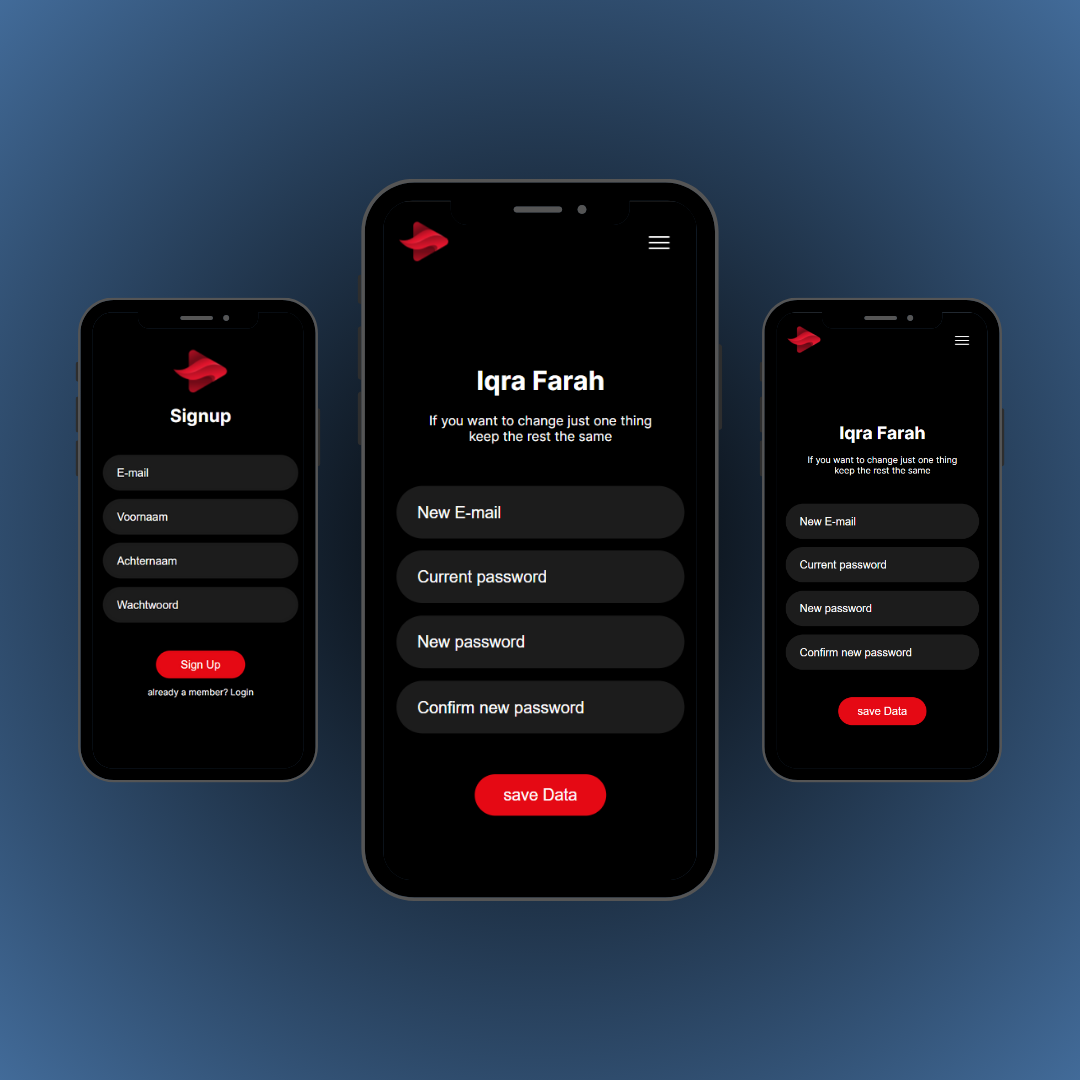 Signup
E-mail
Voornaam
Achternaam
Wachtwoord
Sign Up
already a member? Login
Iqra Farah
If you want to change just one thing
keep the rest the same
New E-mail
Current password
New password
Confirm new password
save Data
Iqra Farah
If you want to change just one thing
keep the rest the same
New E-mail
Current password
New password
Confirm new password
save Data